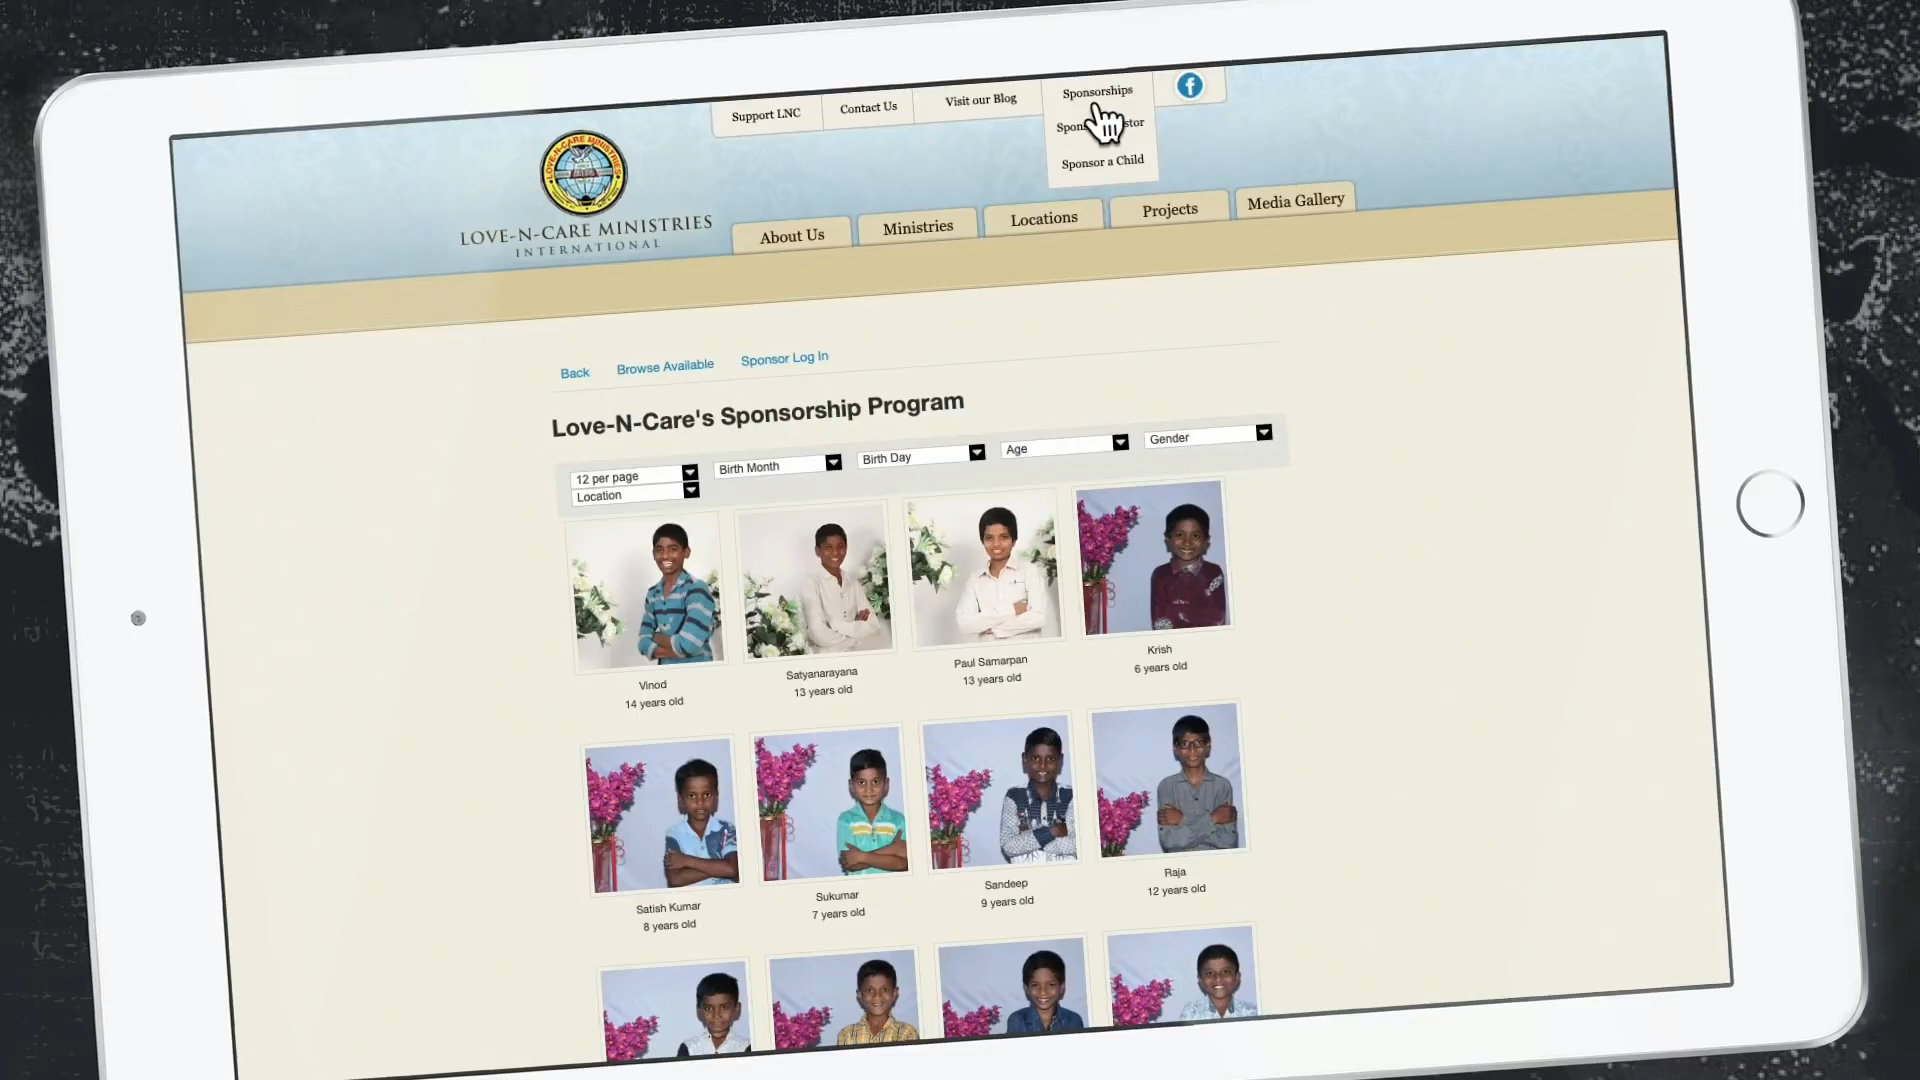 Support LNC
Contact Us
Visit our Blog
Sponsorships
Sponsor a Child
LOVE-N-CARE MINISTRIES
LOVE-N-CARE MINISTRIES
INTERNATIONAL
About Us
Ministries
Locations
Projects
Media Gallery
Back
Browse Available
Sponsor Log In
Love-N-Care's Sponsorship Program
12 per page
Birth Month
Birth Day
Age
Gender
Location
Vinod
14 years old
Satyanarayana
13 years old
Paul Samarpan
13 years old
Krish
6 years old
Satish Kumar
8 years old
Sukumar
7 years old
Sandeep
9 years old
Raja
12 years old